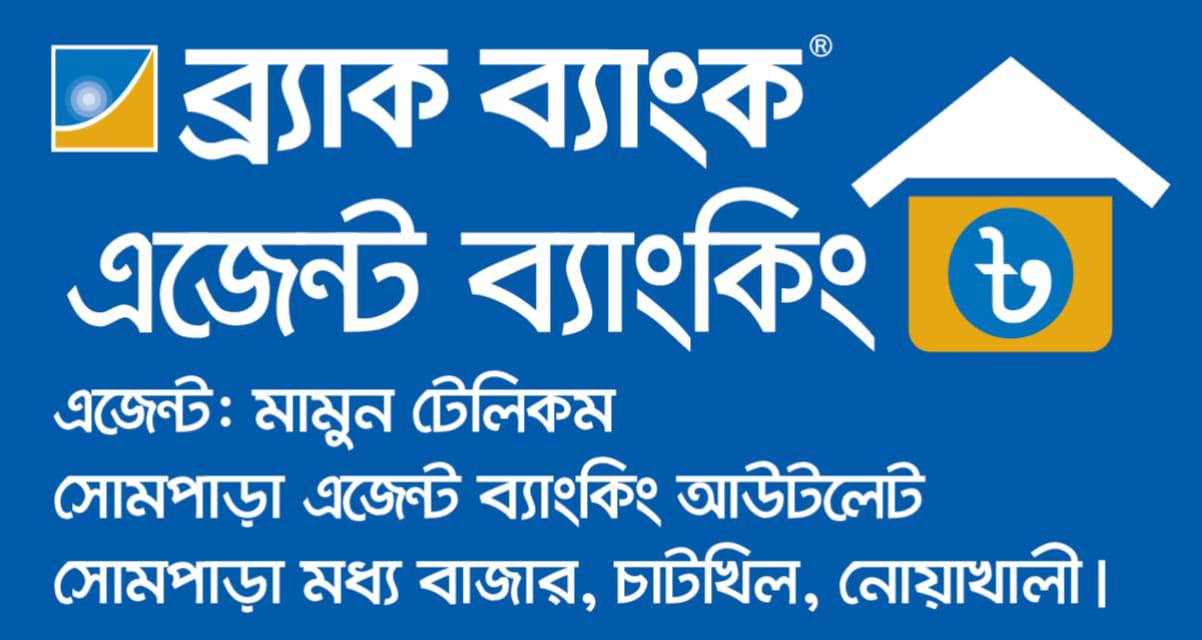 ব্র্যাক ব্যাংক®
এজেন্ট ব্যাংকিং
৳
এজেন্ট: মামুন টেলিকম
সোমপাড়া এজেন্ট ব্যাংকিং আউটলেট
সোমপাড়া মধ্য বাজার, চাটখিল, নোয়াখালী।